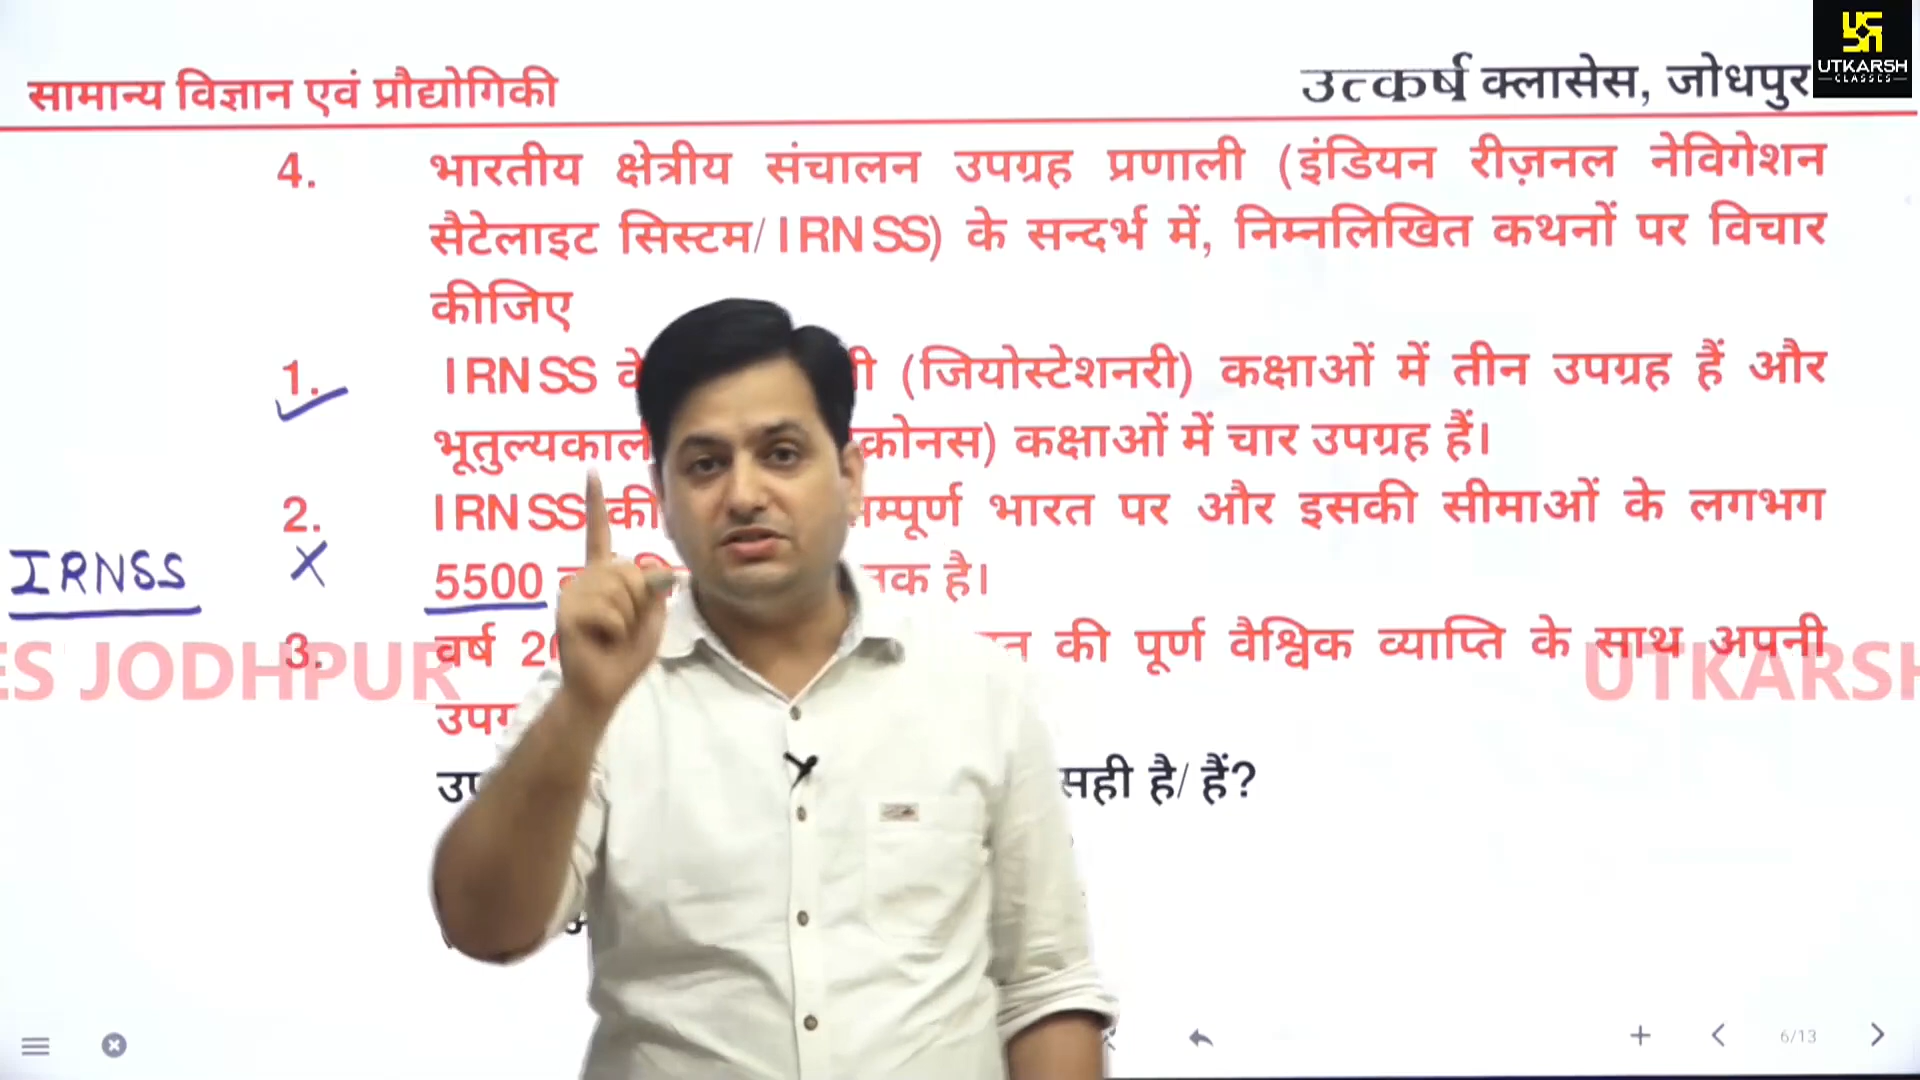 UTKARSH
CLASSES
सामान्य विज्ञान एवं प्रौद्योगिकी
उत्कर्ष क्लासेस, जोधपुर
4. भारतीय क्षेत्रीय संचालन उपग्रह प्रणाली (इंडियन रीज़नल नेविगेशन
सैटेलाइट सिस्टम/ IRNSS) के सन्दर्भ में, निम्नलिखित कथनों पर विचार
कीजिए
1. IRNSS (जियोस्टेशनरी) कक्षाओं में तीन उपग्रह हैं और
कक्षाओं में चार उपग्रह हैं।
2. IRNSS की भारत पर और इसकी सीमाओं के लगभग
IRNSS
5500 तक है।
3. वर्ष की पूर्ण वैश्विक व्याप्ति के साथ अपनी
ES JODHPUR
UTKARSH
सही है/ हैं?
6/13